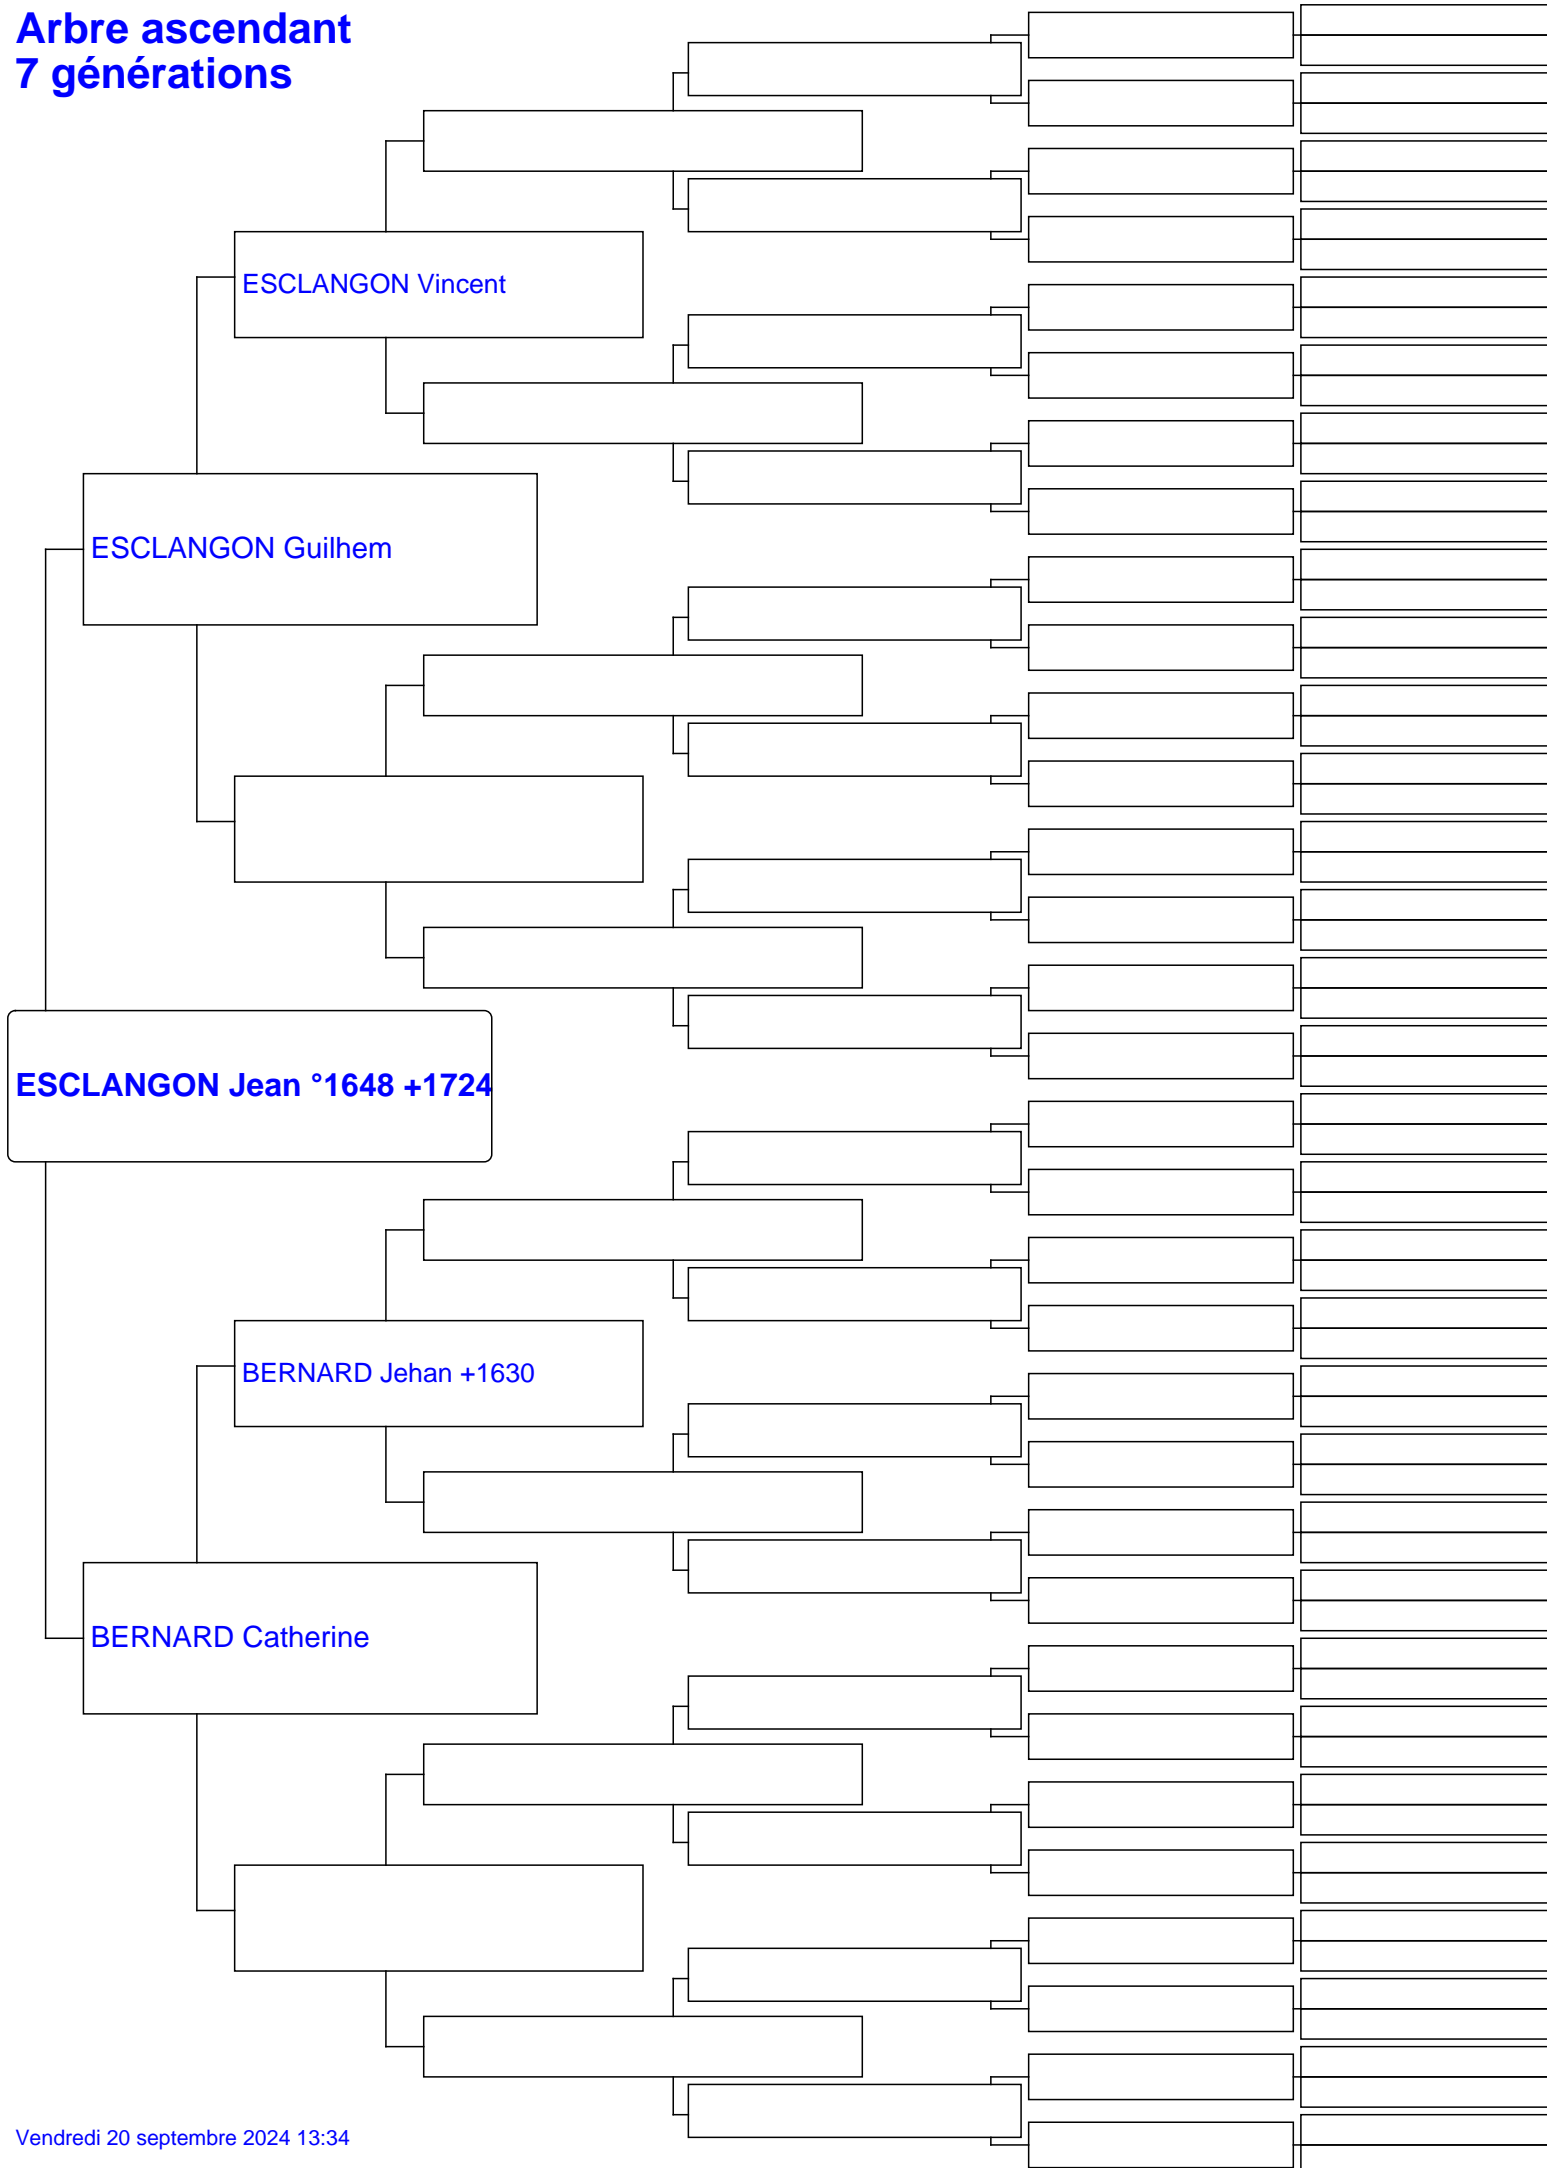 Arbre ascendant
7 générations
ESCLANGON Vincent
ESCLANGON Guilhem
ESCLANGON Jean °1648 +1724
BERNARD Jehan +1630
BERNARD Catherine
Vendredi 20 septembre 2024 13:34